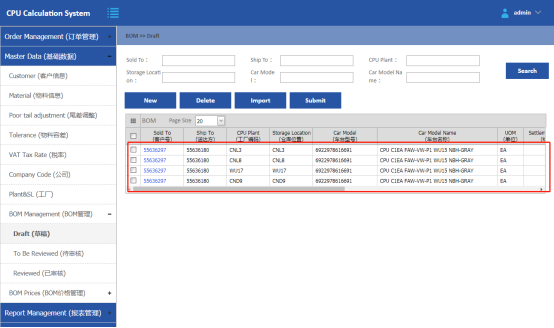 CPU Calculation System
admin
Order Management (订单管理)
Master Data (基础数据) -
Customer (客户信息)
Material (物料信息)
Poor tail adjustment (尾差调整)
Tolerance (物料容差)
VAT Tax Rate (税率)
Company Code (公司)
Plant&SL (工厂)
BOM Management (BOM管理) -
Draft (草稿)
To Be Reviewed (待审核)
Reviewed (已审核)
BOM Prices (BOM价格管理) +
Report Management (报表管理)
BOM >> Draft
Sold To : Ship To : CPU Plant :
Storage Locati
on : Car Mode
l : Car Model Na
me : Search
New Delete Import Submit
BOM Page Size 20
Sold To
(客户号) Ship To
(送达方) CPU Plant
(工厂编码) Storage Location
(仓库位置) Car Model
(车台型号) Car Model Name
(车台名称) UOM
(单位) Settlem
55636297 55636180 CNL3 CNL3 6922978616691 CPU C1EA FAW-VW-P1 WU15 NBH-GRAY EA
55636297 55636180 CNL8 CNL8 6922978616691 CPU C1EA FAW-VW-P1 WU15 NBH-GRAY EA
55636297 55636180 WU17 WU17 6922978616691 CPU C1EA FAW-VW-P1 WU15 NBH-GRAY EA
55636297 55636180 CND9 CND9 6922978616691 CPU C1EA FAW-VW-P1 WU15 NBH-GRAY EA